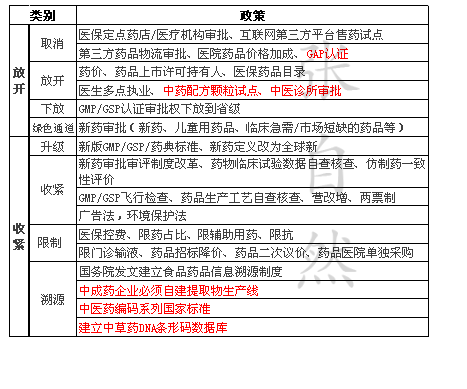 类别 政策
放开 取消 医保定点药店/医疗机构审批、互联网第三方平台售药试点
第三方药品物流审批、医院药品价格加成、GAP认证
放开 药价、药品上市许可持有人、医保药品目录
医生多点执业、中药配方颗粒试点、中医诊所审批
下放 GMP/GSP认证审批权下放到省级
绿色通道 新药审批（新药、儿童用药品、临床急需/市场短缺的药品等）
收紧 升级 新版GMP/GSP/药典标准、新药定义改为全球新
收紧 新药审批审评制度改革、药物临床试验数据自查核查、仿制药一致
性评价
GMP/GSP飞行检查、药品生产工艺自查核查、营改增、两票制
广告法，环境保护法
限制 医保控费、限药占比、限辅助用药、限抗
限门诊输液、药品招标降价、药品二次议价、药品医院单独采购
溯源 国务院发文建立食品药品信息溯源制度
中成药企业必须自建提取物生产线
中医药编码系列国家标准
建立中草药DNA条形码数据库
张自然